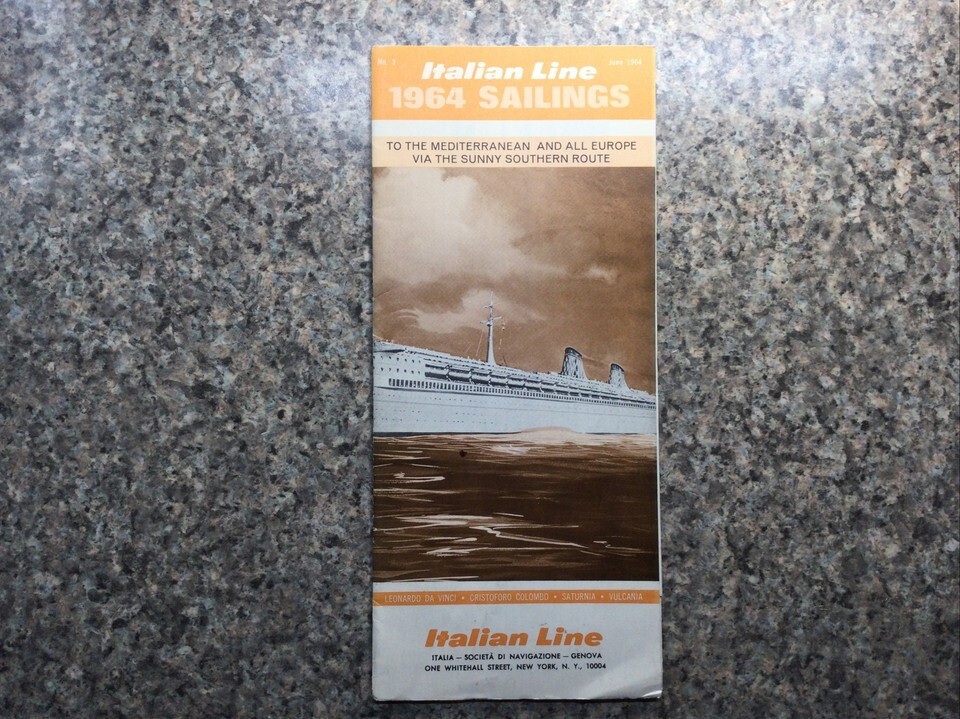 No. 3 June 1964
Italian Line
1964 SAILINGS
TO THE MEDITERRANEAN AND ALL EUROPE
VIA THE SUNNY SOUTHERN ROUTE
LEONARDO DA VINCI • CRISTOFORO COLOMBO • SATURNIA • VULCANIA
Italian Line
ITALIA — SOCIETÀ DI NAVIGAZIONE — GENOVA
ONE WHITEHALL STREET, NEW YORK, N. Y., 10004